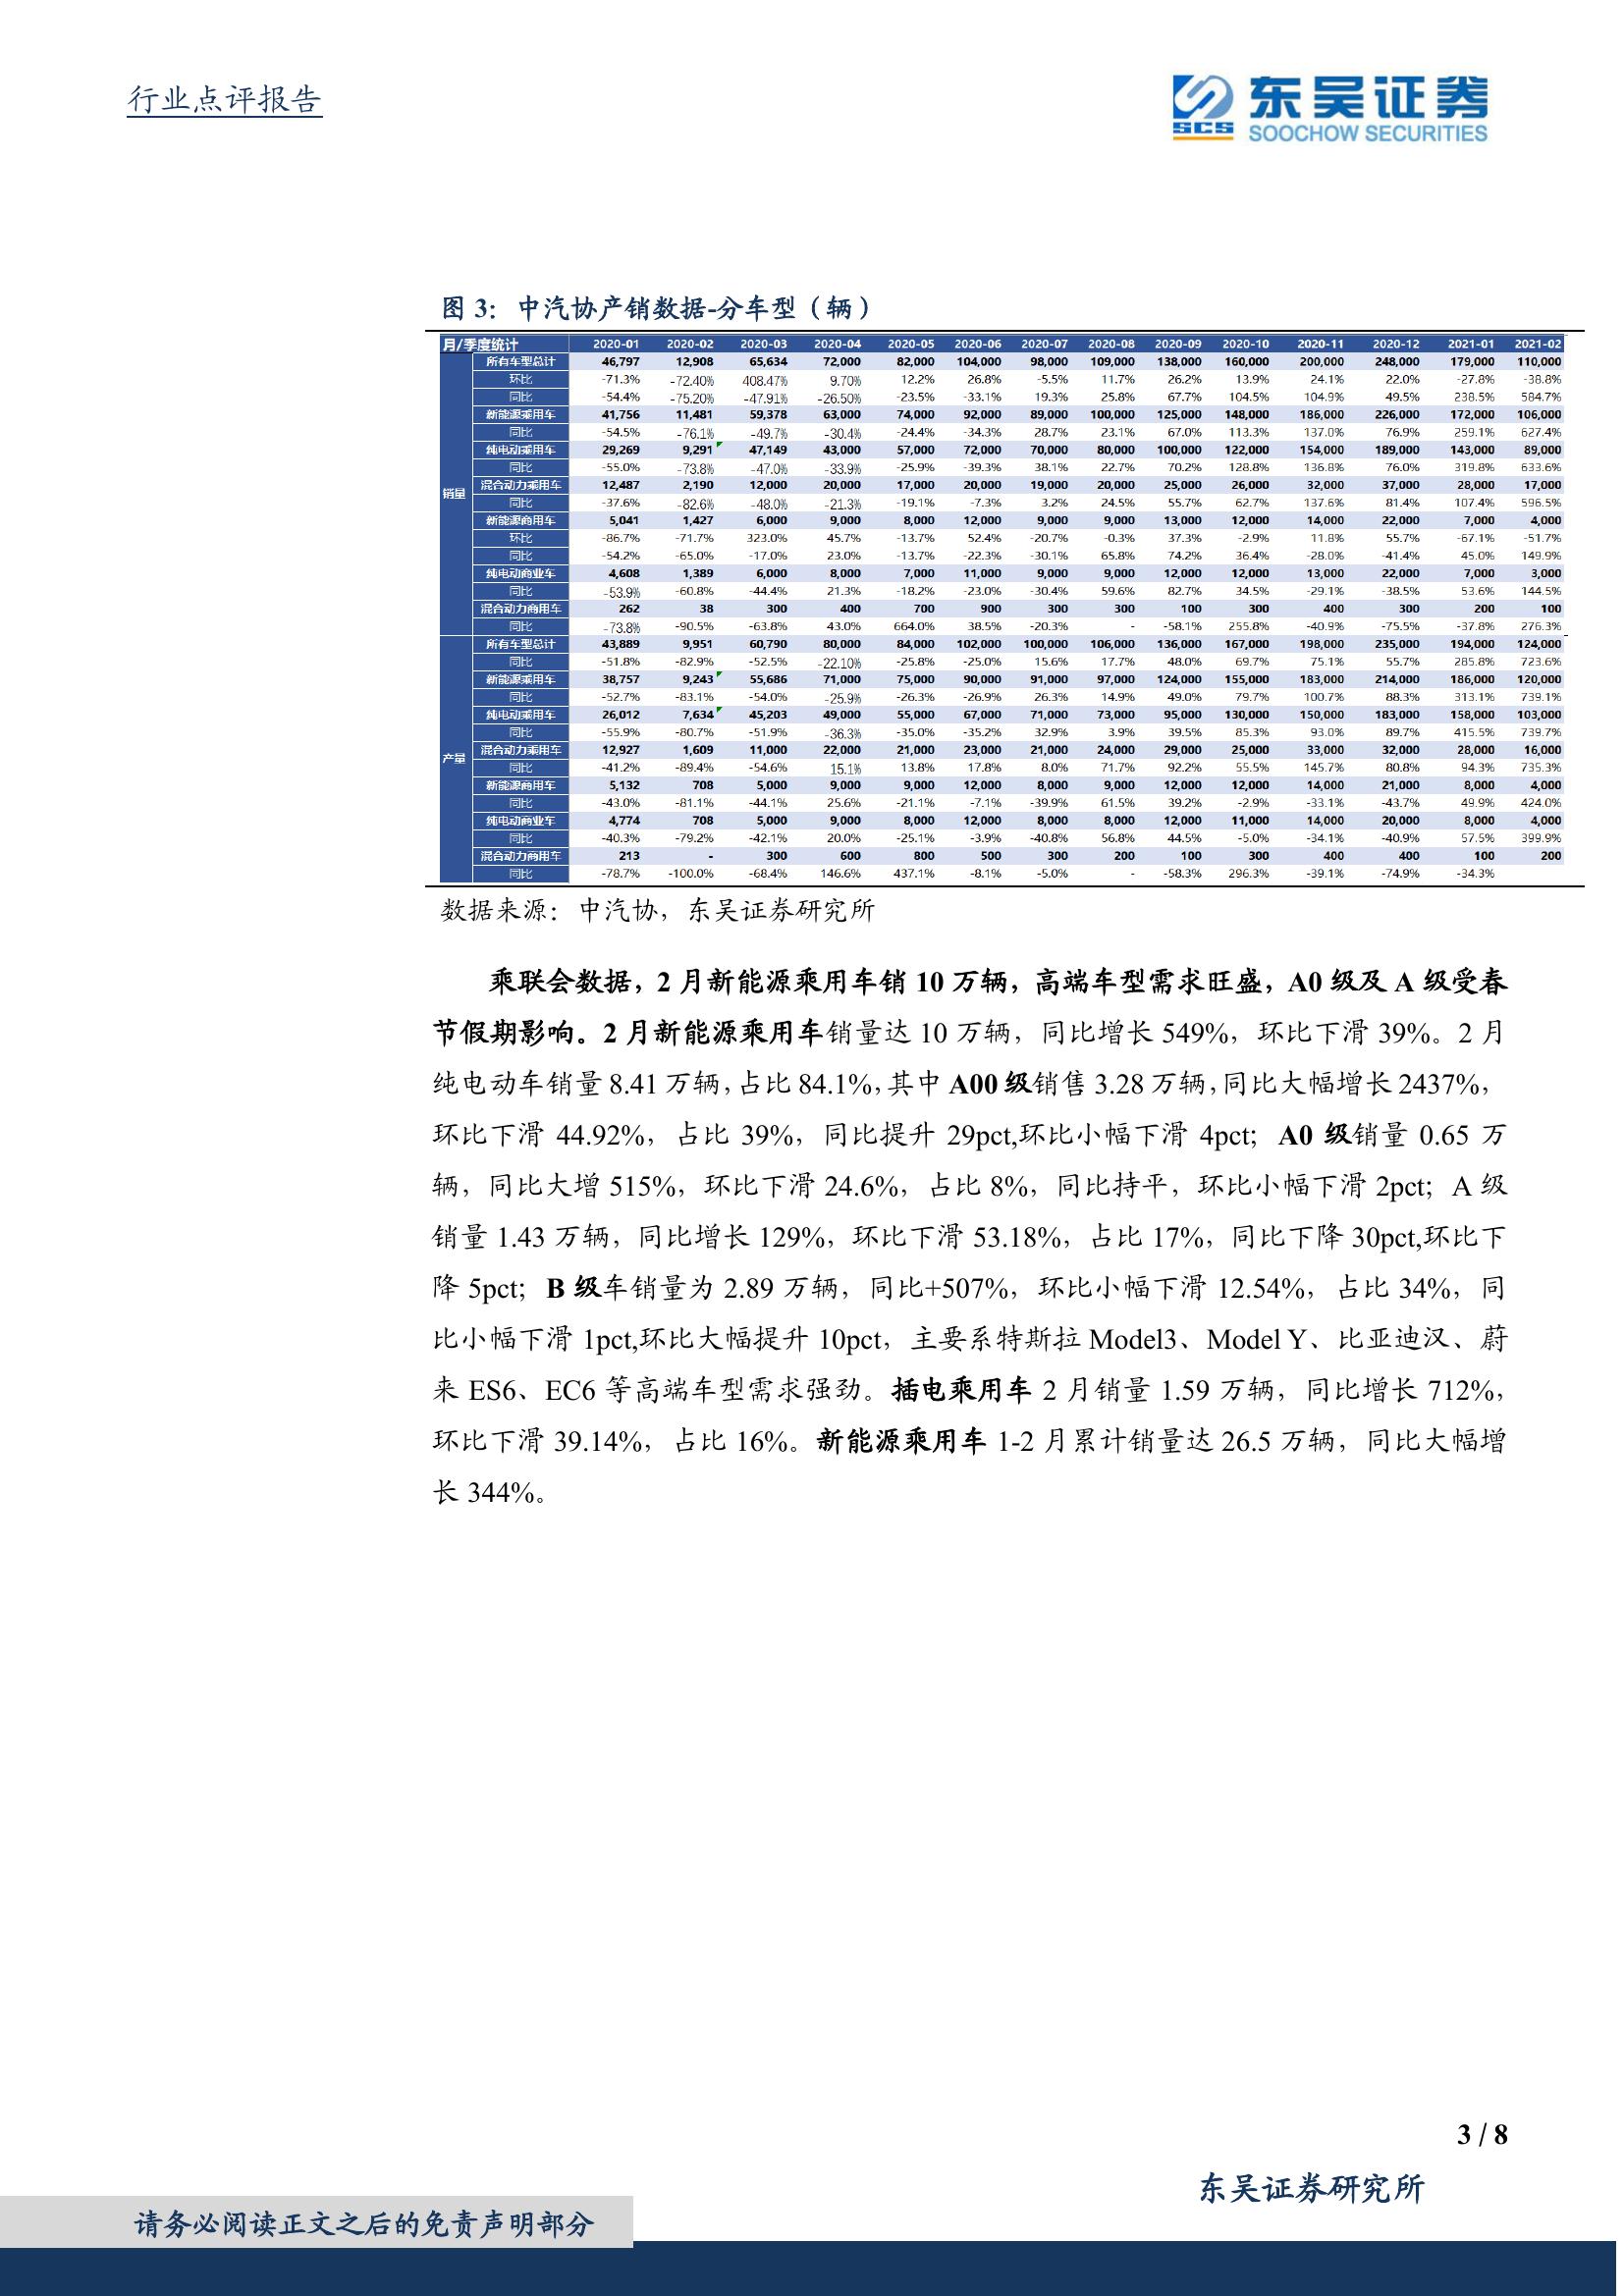 行业点评报告
SCS 东吴证券
SOOCHOW SECURITIES
图 3：中汽协产销数据-分车型（辆）
月/季度统计 2020-01 2020-02 2020-03 2020-04 2020-05 2020-06 2020-07 2020-08 2020-09 2020-10 2020-11 2020-12 2021-01 2021-02
所有车型总计 46,797 12,908 65,634 72,000 82,000 104,000 98,000 109,000 138,000 160,000 200,000 248,000 179,000 110,000
环比 -71.3% -72.40% 408.47% 9.70% 12.2% 26.8% -5.5% 11.7% 26.2% 13.9% 24.1% 22.0% -27.8% -38.8%
同比 -54.4% -75.20% -47.91% -26.50% -23.5% -33.1% 19.3% 25.8% 67.7% 104.5% 104.9% 49.5% 238.5% 584.7%
新能源乘用车 41,756 11,481 59,378 63,000 74,000 92,000 89,000 100,000 125,000 148,000 186,000 226,000 172,000 106,000
同比 -54.5% -76.1% -49.7% -30.4% -24.4% -34.3% 28.7% 23.1% 67.0% 113.3% 137.0% 76.9% 259.1% 627.4%
纯电动乘用车 29,269 9,291 47,149 43,000 57,000 72,000 70,000 80,000 100,000 122,000 154,000 189,000 143,000 89,000
同比 -55.0% -73.8% -47.0% -33.9% -25.9% -39.3% 38.1% 22.7% 70.2% 128.8% 136.8% 76.0% 319.8% 633.6%
混合动力乘用车 12,487 2,190 12,000 20,000 17,000 20,000 19,000 20,000 25,000 26,000 32,000 37,000 28,000 17,000
销量
同比 -37.6% -82.6% -48.0% -21.3% -19.1% -7.3% 3.2% 24.5% 55.7% 62.7% 137.6% 81.4% 107.4% 596.5%
新能源商用车 5,041 1,427 6,000 9,000 8,000 12,000 9,000 9,000 13,000 12,000 14,000 22,000 7,000 4,000
环比 -86.7% -71.7% 323.0% 45.7% -13.7% 52.4% -20.7% -0.3% 37.3% -2.9% 11.8% 55.7% -67.1% -51.7%
同比 -54.2% -65.0% -17.0% 23.0% -13.7% -22.3% -30.1% 65.8% 74.2% 36.4% -28.0% -41.4% 45.0% 149.9%
纯电动商业车 4,608 1,389 6,000 8,000 7,000 11,000 9,000 9,000 12,000 12,000 13,000 22,000 7,000 3,000
同比 -53.9% -60.8% -44.4% 21.3% -18.2% -23.0% -30.4% 59.6% 82.7% 34.5% -29.1% -38.5% 53.6% 144.5%
混合动力商用车 262 38 300 400 700 900 300 300 100 300 400 300 200 100
同比 -73.8% -90.5% -63.8% 43.0% 664.0% 38.5% -20.3% - -58.1% 255.8% -40.9% -75.5% -37.8% 276.3%
所有车型总计 43,889 9,951 60,790 80,000 84,000 102,000 100,000 106,000 136,000 167,000 198,000 235,000 194,000 124,000
同比 -51.8% -82.9% -52.5% -22.10% -25.8% -25.0% 15.6% 17.7% 48.0% 69.7% 75.1% 55.7% 285.8% 723.6%
新能源乘用车 38,757 9,243 55,686 71,000 75,000 90,000 91,000 97,000 124,000 155,000 183,000 214,000 186,000 120,000
同比 -52.7% -83.1% -54.0% -25.9% -26.3% -26.9% 26.3% 14.9% 49.0% 79.7% 100.7% 88.3% 313.1% 739.1%
纯电动乘用车 26,012 7,634 45,203 49,000 55,000 67,000 71,000 73,000 95,000 130,000 150,000 183,000 158,000 103,000
同比 -55.9% -80.7% -51.9% -36.3% -35.0% -35.2% 32.9% 3.9% 39.5% 85.3% 93.0% 89.7% 415.5% 739.7%
混合动力乘用车 12,927 1,609 11,000 22,000 21,000 23,000 21,000 24,000 29,000 25,000 33,000 32,000 28,000 16,000
产量
同比 -41.2% -89.4% -54.6% 15.1% 13.8% 17.8% 8.0% 71.7% 92.2% 55.5% 145.7% 80.8% 94.3% 735.3%
新能源商用车 5,132 708 5,000 9,000 9,000 12,000 8,000 9,000 12,000 12,000 14,000 21,000 8,000 4,000
同比 -43.0% -81.1% -44.1% 25.6% -21.1% -7.1% -39.9% 61.5% 39.2% -2.9% -33.1% -43.7% 49.9% 424.0%
纯电动商业车 4,774 708 5,000 9,000 8,000 12,000 8,000 8,000 12,000 11,000 14,000 20,000 8,000 4,000
同比 -40.3% -79.2% -42.1% 20.0% -25.1% -3.9% -40.8% 56.8% 44.5% -5.0% -34.1% -40.9% 57.5% 399.9%
混合动力商用车 213 - 300 600 800 500 300 200 100 300 400 400 100 200
同比 -78.7% -100.0% -68.4% 146.6% 437.1% -8.1% -5.0% - -58.3% 296.3% -39.1% -74.9% -34.3%
数据来源：中汽协，东吴证券研究所
乘联会数据，2 月新能源乘用车销 10 万辆，高端车型需求旺盛，A0 级及 A 级受春
节假期影响。2 月新能源乘用车销量达 10 万辆，同比增长 549%，环比下滑 39%。2 月
纯电动车销量 8.41 万辆，占比 84.1%，其中 A00 级销售 3.28 万辆，同比大幅增长 2437%，
环比下滑 44.92%，占比 39%，同比提升 29pct,环比小幅下滑 4pct；A0 级销量 0.65 万
辆，同比大增 515%，环比下滑 24.6%，占比 8%，同比持平，环比小幅下滑 2pct；A 级
销量 1.43 万辆，同比增长 129%，环比下滑 53.18%，占比 17%，同比下降 30pct,环比下
降 5pct；B 级车销量为 2.89 万辆，同比+507%，环比小幅下滑 12.54%，占比 34%，同
比小幅下滑 1pct,环比大幅提升 10pct，主要系特斯拉 Model3、Model Y、比亚迪汉、蔚
来 ES6、EC6 等高端车型需求强劲。插电乘用车 2 月销量 1.59 万辆，同比增长 712%，
环比下滑 39.14%，占比 16%。新能源乘用车 1-2 月累计销量达 26.5 万辆，同比大幅增
长 344%。
3 / 8
东吴证券研究所
请务必阅读正文之后的免责声明部分